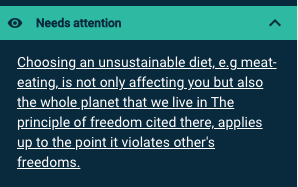 Needs attention
Choosing an unsustainable diet, e.g meat-
eating, is not only affecting you but also
the whole planet that we live in The
principle of freedom cited there, applies
up to the point it violates other's
freedoms.